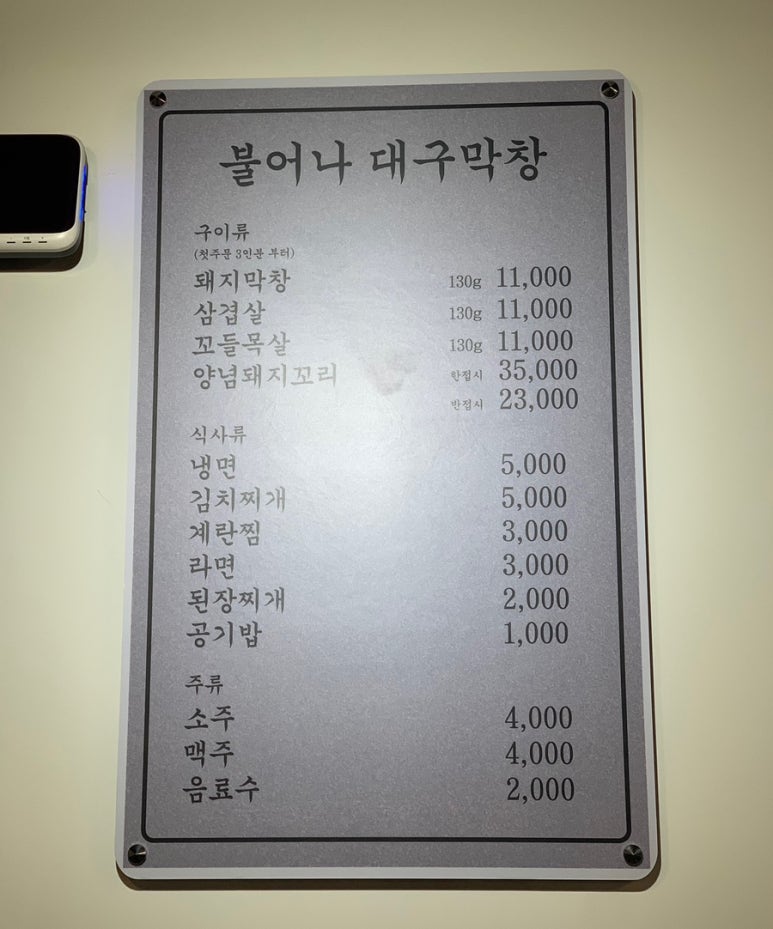 불어나 대구막창
구이류
(첫주문 3인분 부터)
돼지막창 130g 11,000
삼겹살 130g 11,000
꼬들목살 130g 11,000
양념돼지꼬리 한접시 35,000
반접시 23,000
식사류
냉면 5,000
김치찌개 5,000
계란찜 3,000
라면 3,000
된장찌개 2,000
공기밥 1,000
주류
소주 4,000
맥주 4,000
음료수 2,000